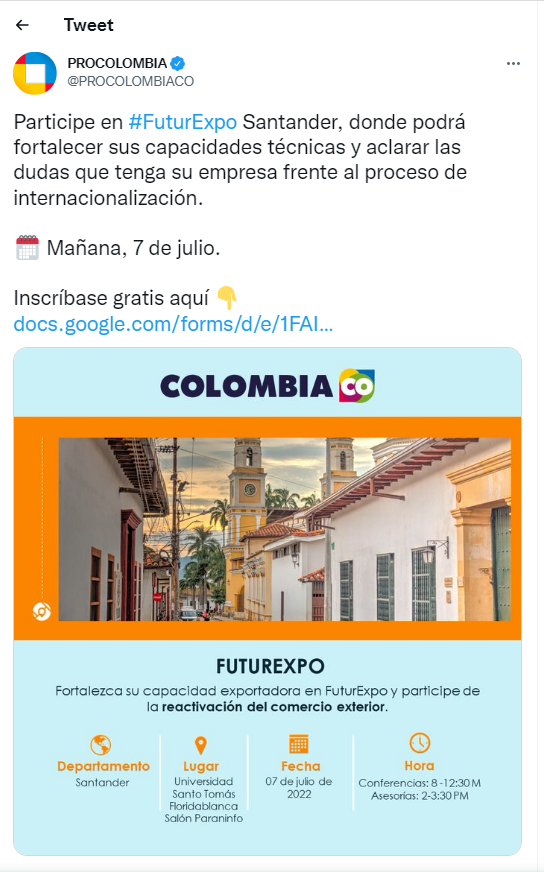 Tweet
PROCOLOMBIA
@PROCOLOMBIACO
Participe en #FuturExpo Santander, donde podrá
fortalecer sus capacidades técnicas y aclarar las
dudas que tenga su empresa frente al proceso de
internacionalización.
Mañana, 7 de julio.
Inscríbase gratis aquí
docs.google.com/forms/d/e/1FAI...
COLOMBIA CO
FUTUREXPO
Fortalezca su capacidad exportadora en FuturExpo y participe de
la reactivación del comercio exterior.
Departamento
Santander
Lugar
Universidad
Santo Tomás
Floridablanca
Salón Paraninfo
Fecha
07 de julio de
2022
Hora
Conferencias: 8 -12:30 M
Asesorías: 2-3:30 PM